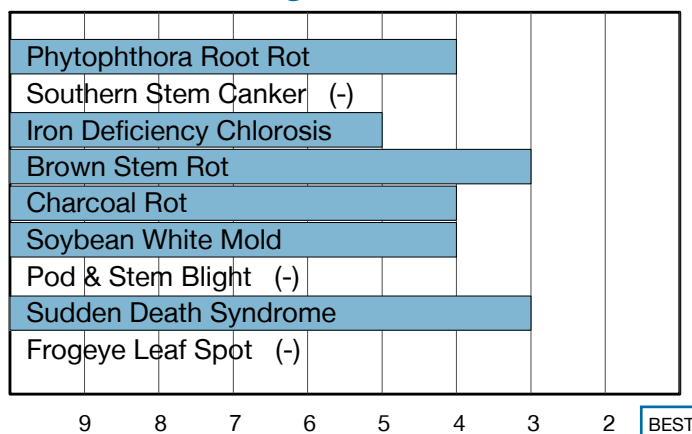 Phytophthora Root Rot
Southern Stem Canker (-)
Iron Deficiency Chlorosis
Brown Stem Rot
Charcoal Rot
Soybean White Mold
Pod & Stem Blight (-)
Sudden Death Syndrome
Frogeye Leaf Spot (-)
9 8 7 6 5 4 3 2 BEST